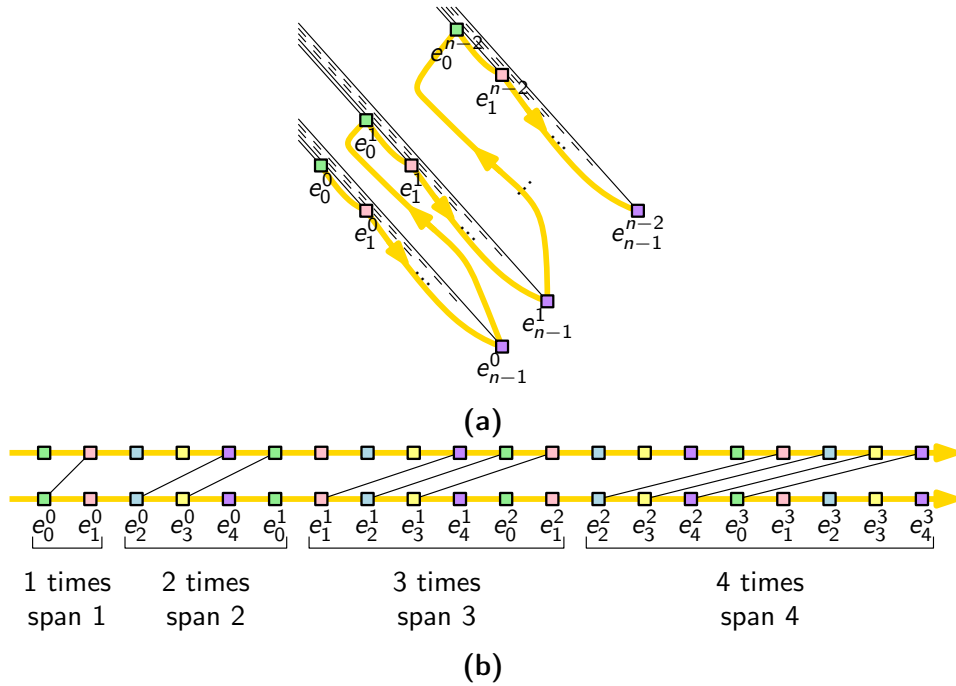 e_0^{n-2}
e_1^{n-2}
e_0^1
...
e_0^0
e_1^1
...
e_1^0
...
e_{n-1}^{n-2}
...
e_{n-1}^1
e_{n-1}^0
(a)
e_0^0 e_1^0 e_2^0 e_3^0 e_4^0 e_0^1 e_1^1 e_2^1 e_3^1 e_4^1 e_0^2 e_1^2 e_2^2 e_3^2 e_4^2 e_0^3 e_1^3 e_2^3 e_3^3 e_4^3
1 times 2 times 3 times 4 times
span 1 span 2 span 3 span 4
(b)